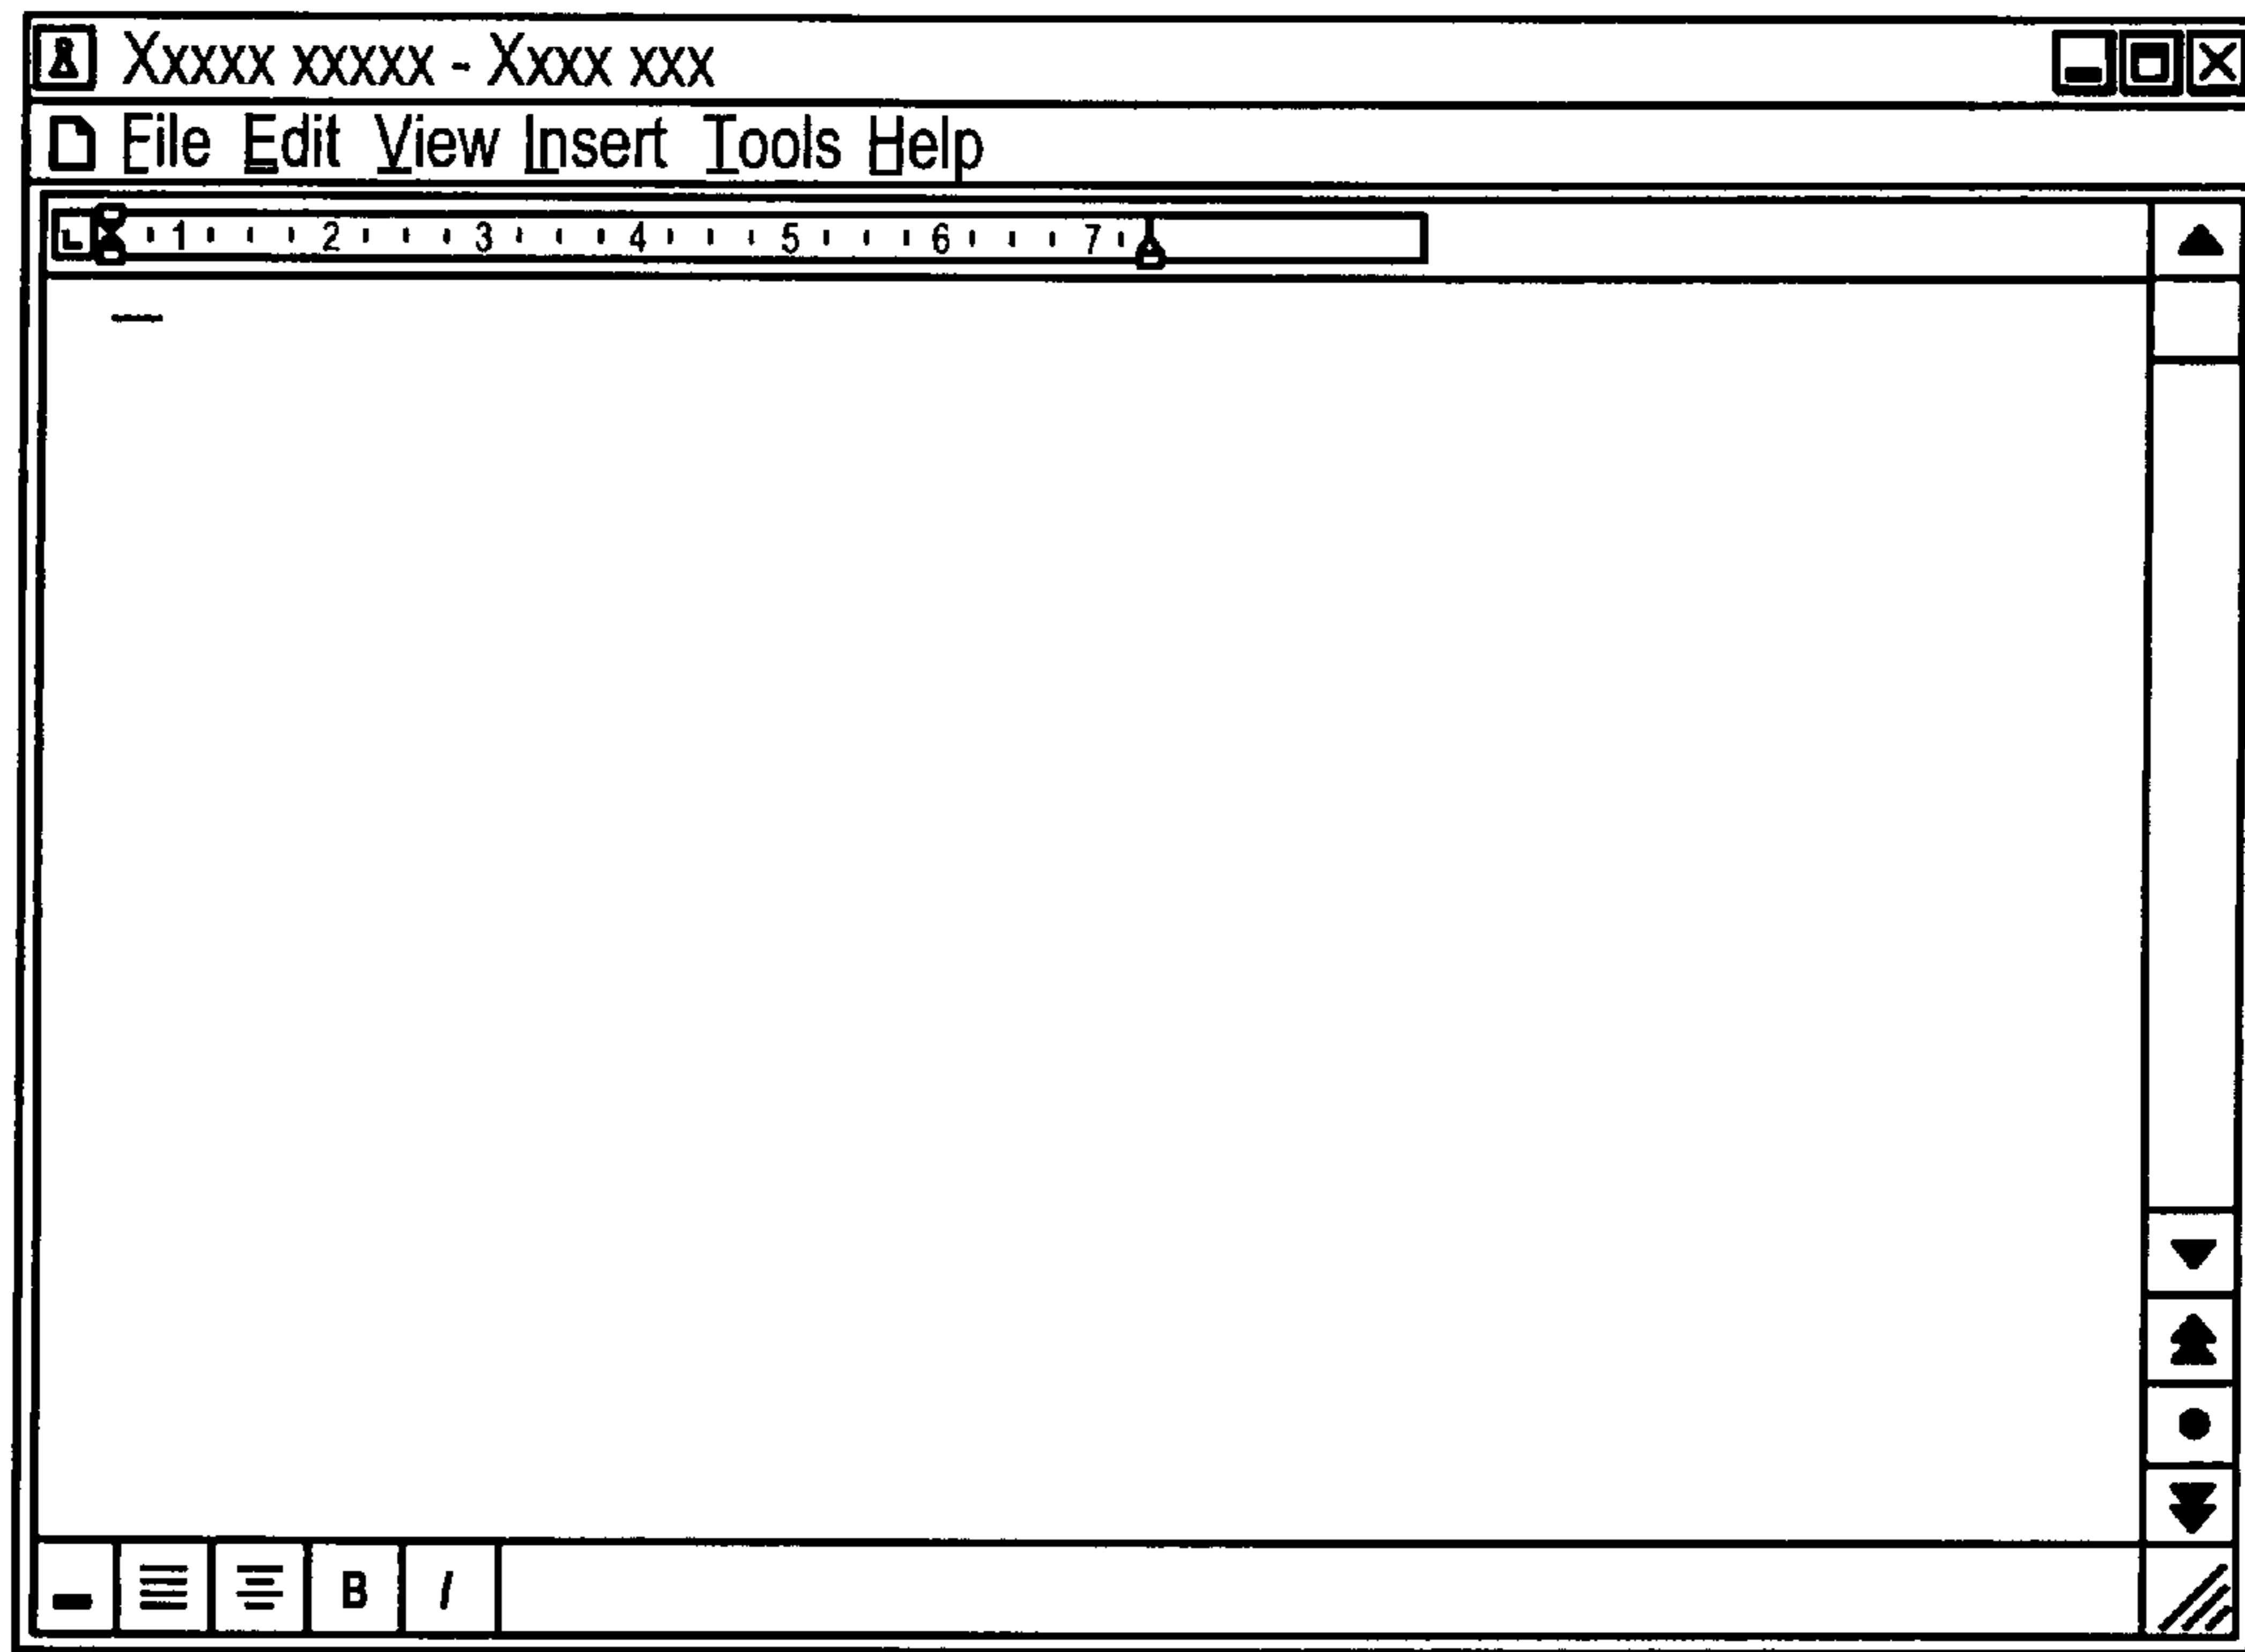 Xxxxx xxxxx - Xxxx xxx
File Edit View Insert Tools Help
L 1 2 3 4 5 6 7
B I